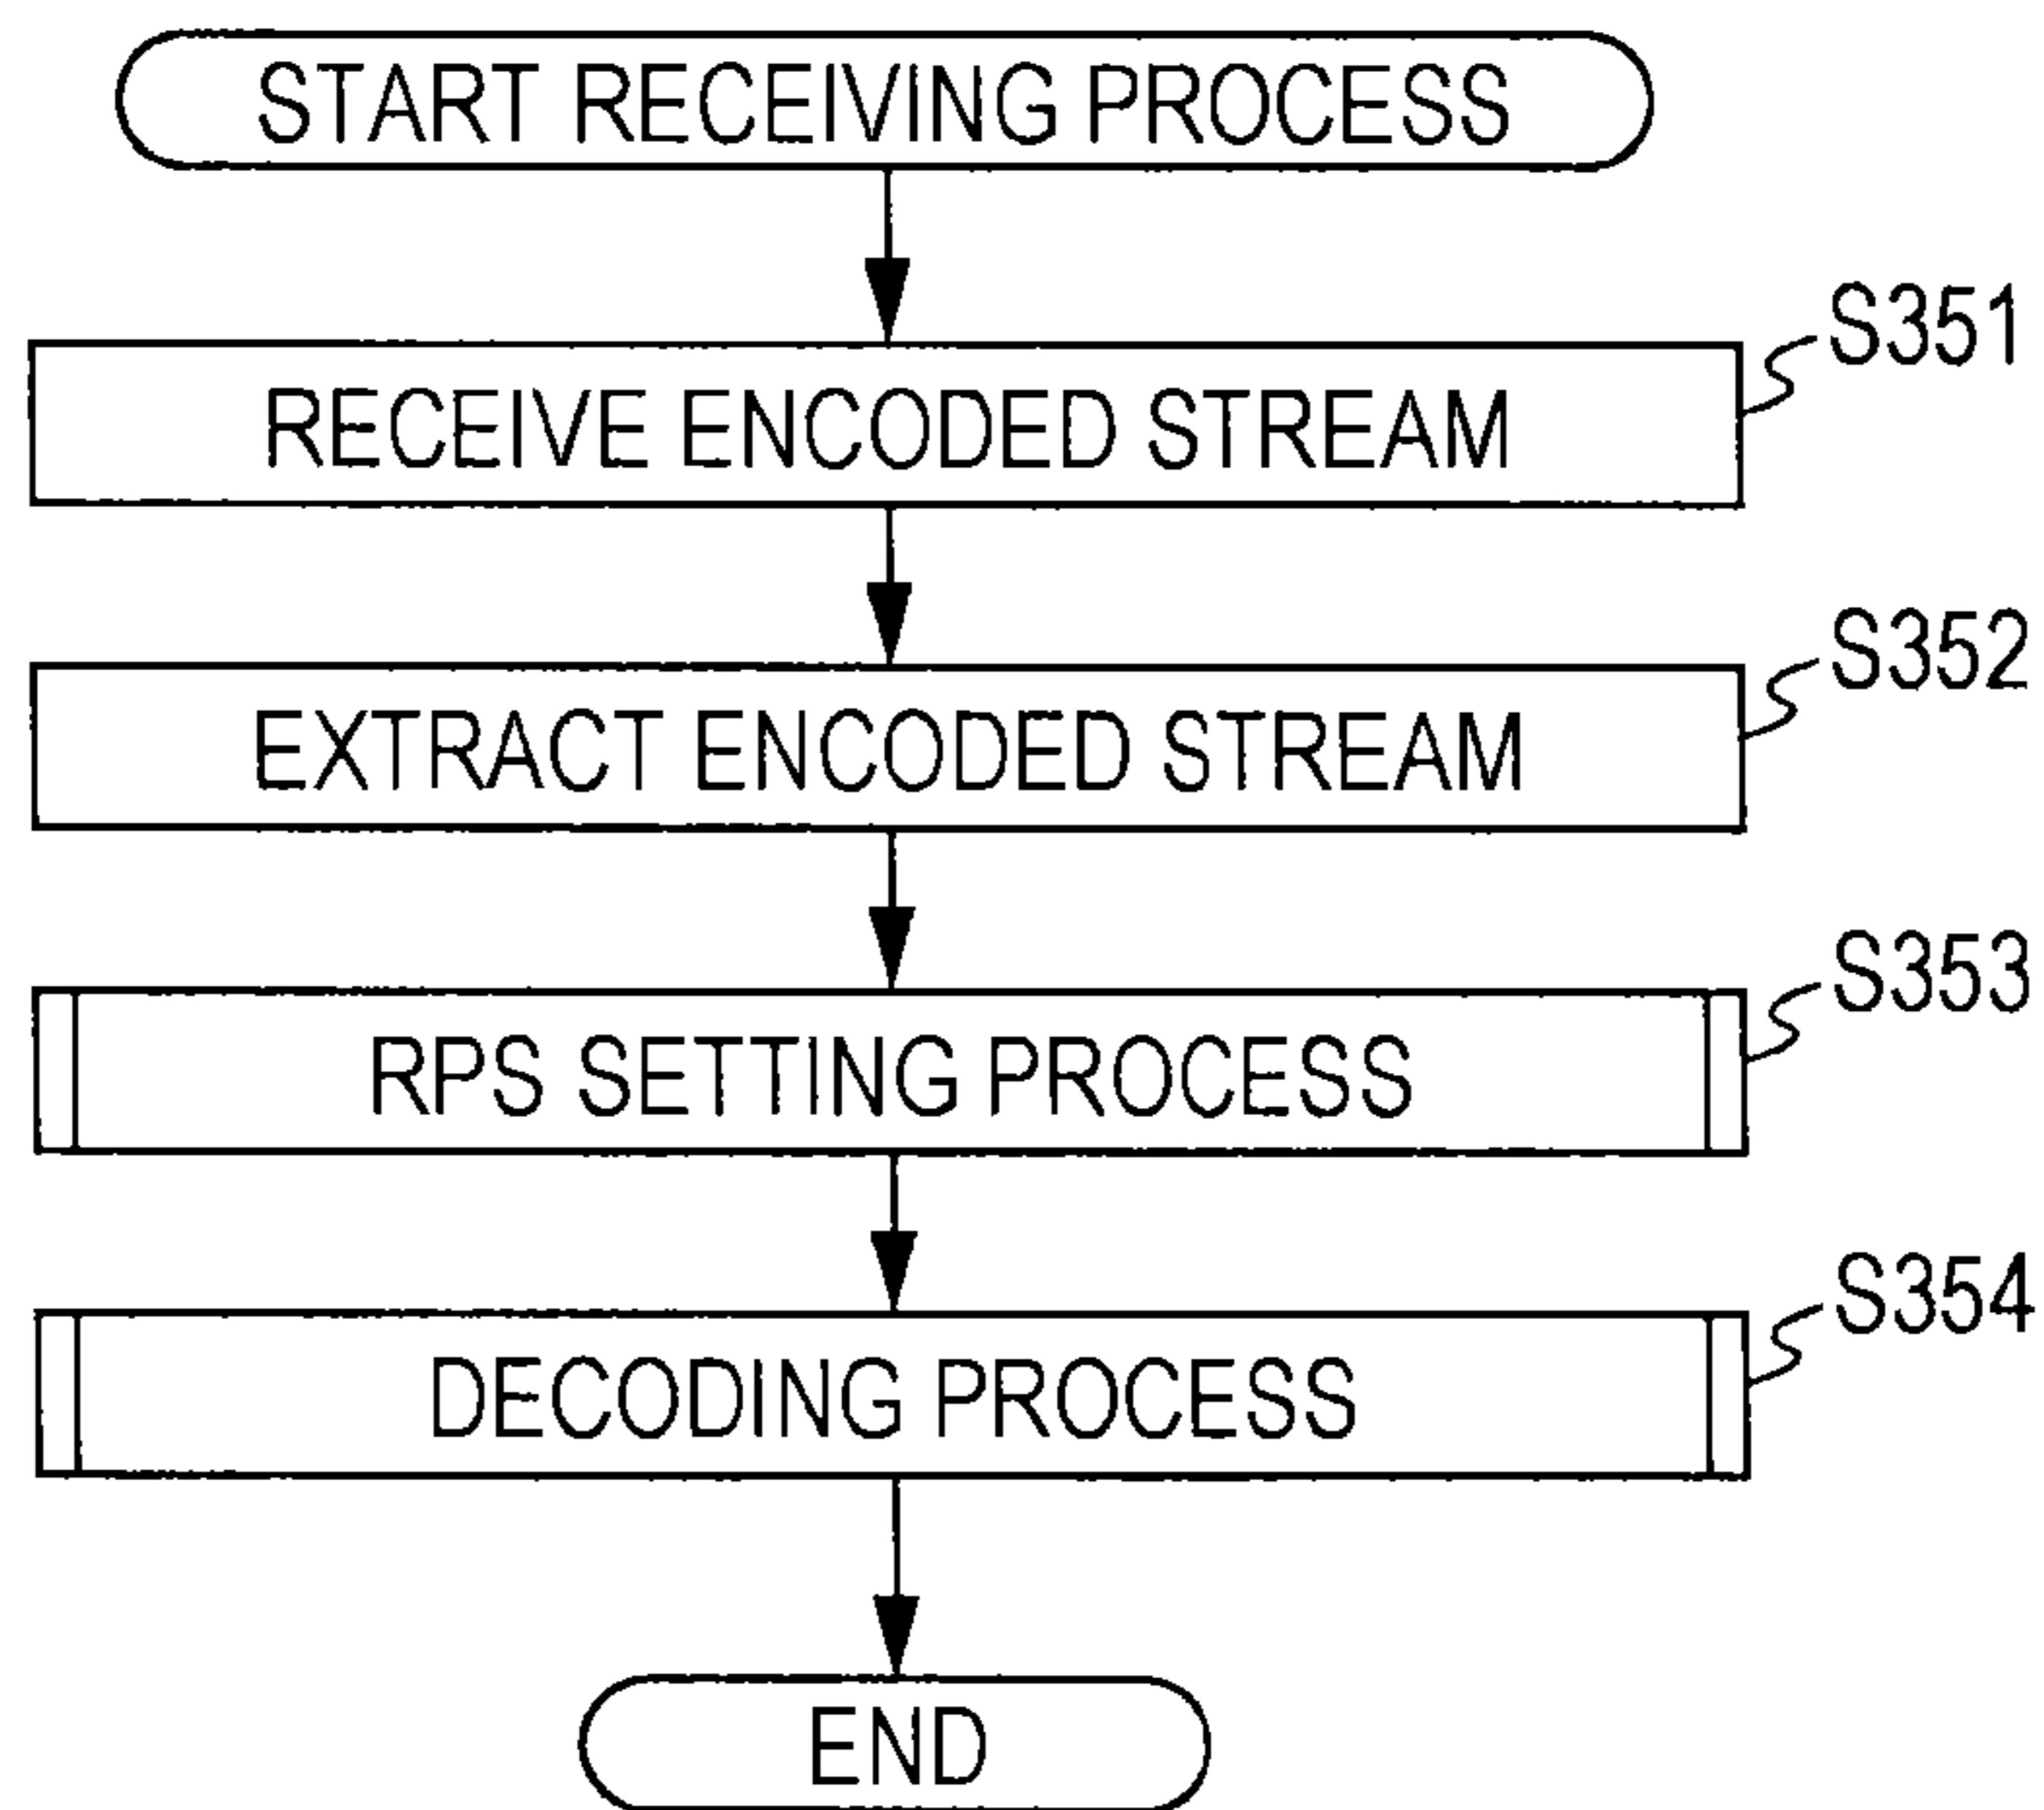 START RECEIVING PROCESS
S351
RECEIVE ENCODED STREAM
S352
EXTRACT ENCODED STREAM
S353
RPS SETTING PROCESS
S354
DECODING PROCESS
END